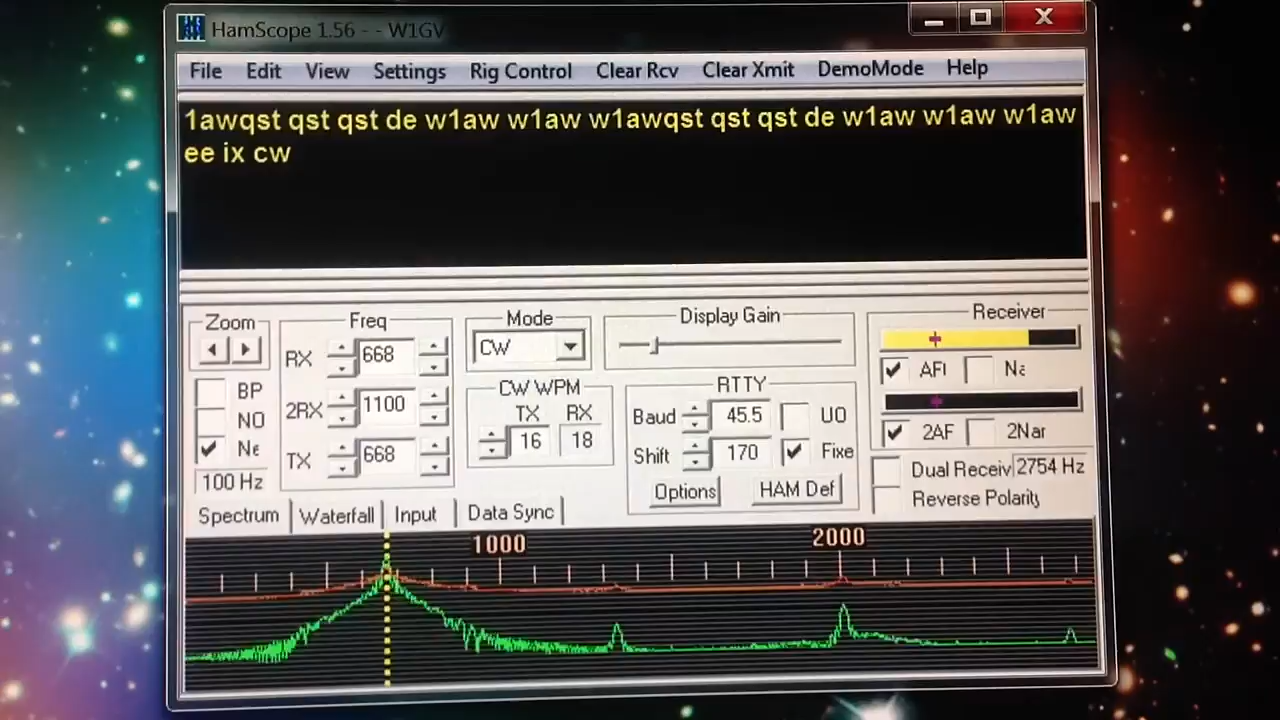 HamScope 1.56 - - W1GV
File Edit View Settings Rig Control Clear Rcv Clear Xmit DemoMode Help
1awqst qst qst de w1aw w1aw w1awqst qst qst de w1aw w1aw w1aw
ee ix cw
Zoom
BP
NO
Ne
100 Hz
Freq
RX 668
2RX 1100
TX 668
Mode
CW
CW WPM
TX RX
16 18
Display Gain
RTTY
Baud 45.5 UO
Shift 170 Fixe
Options HAM Def
Receiver
AFI Na
2AF 2Nar
Dual Receiv 2754 Hz
Reverse Polarity
Spectrum Waterfall Input Data Sync
1000 2000